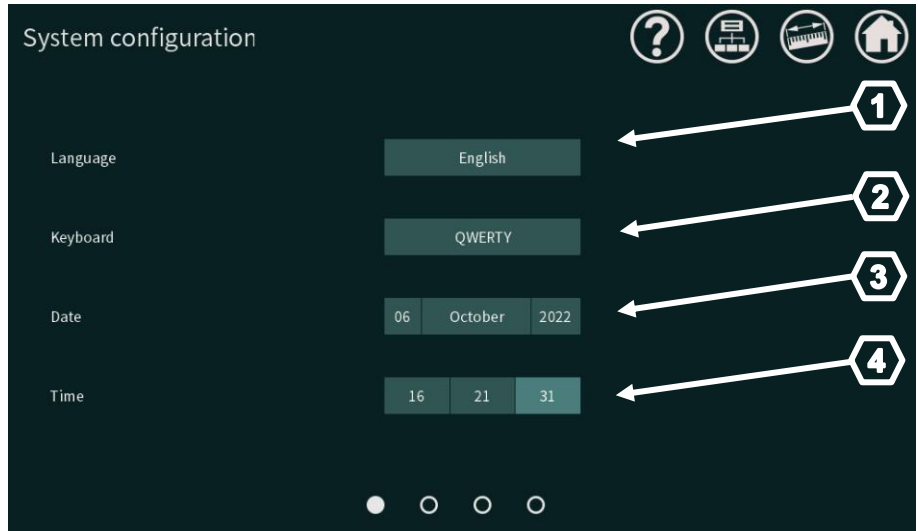 System configuration
?
1
Language English
2
Keyboard QWERTY
3
Date 06 October 2022
4
Time 16 21 31